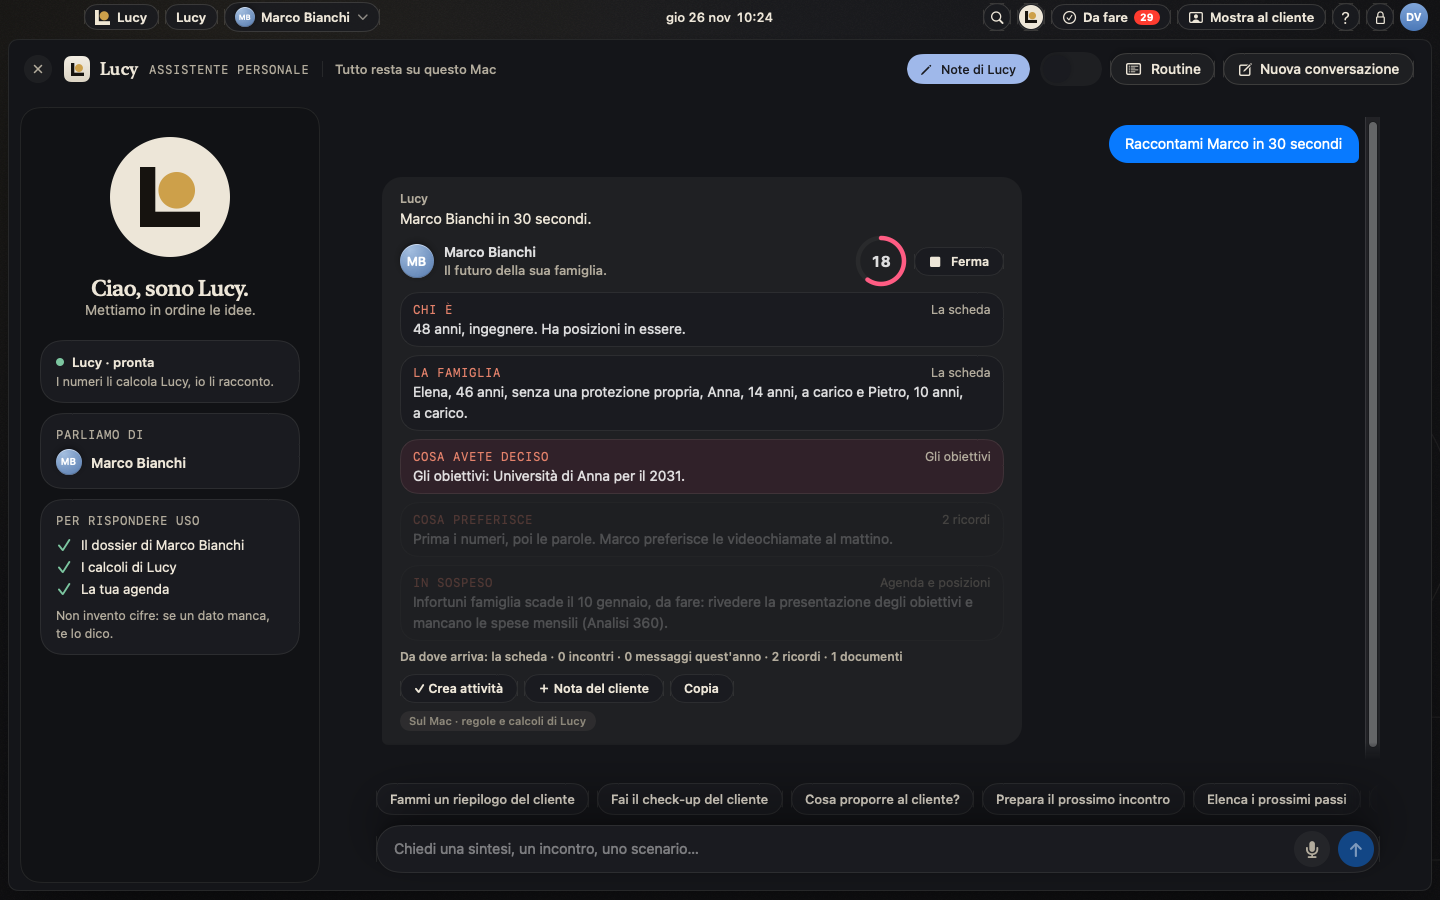 Lucy
Lucy
MB Marco Bianchi
gio 26 nov 10:24
Da fare 29
Mostra al cliente
?
DV
Lucy ASSISTENTE PERSONALE
Tutto resta su questo Mac
Note di Lucy
Routine
Nuova conversazione
Ciao, sono Lucy.
Mettiamo in ordine le idee.
Lucy · pronta
I numeri li calcola Lucy, io li racconto.
PARLIAMO DI
MB Marco Bianchi
PER RISPONDERE USO
Il dossier di Marco Bianchi
I calcoli di Lucy
La tua agenda
Non invento cifre: se un dato manca,
te lo dico.
Raccontami Marco in 30 secondi
Lucy
Marco Bianchi in 30 secondi.
MB
Marco Bianchi
Il futuro della sua famiglia.
18
Ferma
CHI È La scheda
48 anni, ingegnere. Ha posizioni in essere.
LA FAMIGLIA La scheda
Elena, 46 anni, senza una protezione propria, Anna, 14 anni, a carico e Pietro, 10 anni,
a carico.
COSA AVETE DECISO Gli obiettivi
Gli obiettivi: Università di Anna per il 2031.
COSA PREFERISCE 2 ricordi
Prima i numeri, poi le parole. Marco preferisce le videochiamate al mattino.
IN SOSPESO Agenda e posizioni
Infortuni famiglia scade il 10 gennaio, da fare: rivedere la presentazione degli obiettivi e
mancano le spese mensili (Analisi 360).
Da dove arriva: la scheda · 0 incontri · 0 messaggi quest'anno · 2 ricordi · 1 documenti
Crea attività
+ Nota del cliente
Copia
Sul Mac · regole e calcoli di Lucy
Fammi un riepilogo del cliente
Fai il check-up del cliente
Cosa proporre al cliente?
Prepara il prossimo incontro
Elenca i prossimi passi
Chiedi una sintesi, un incontro, uno scenario...